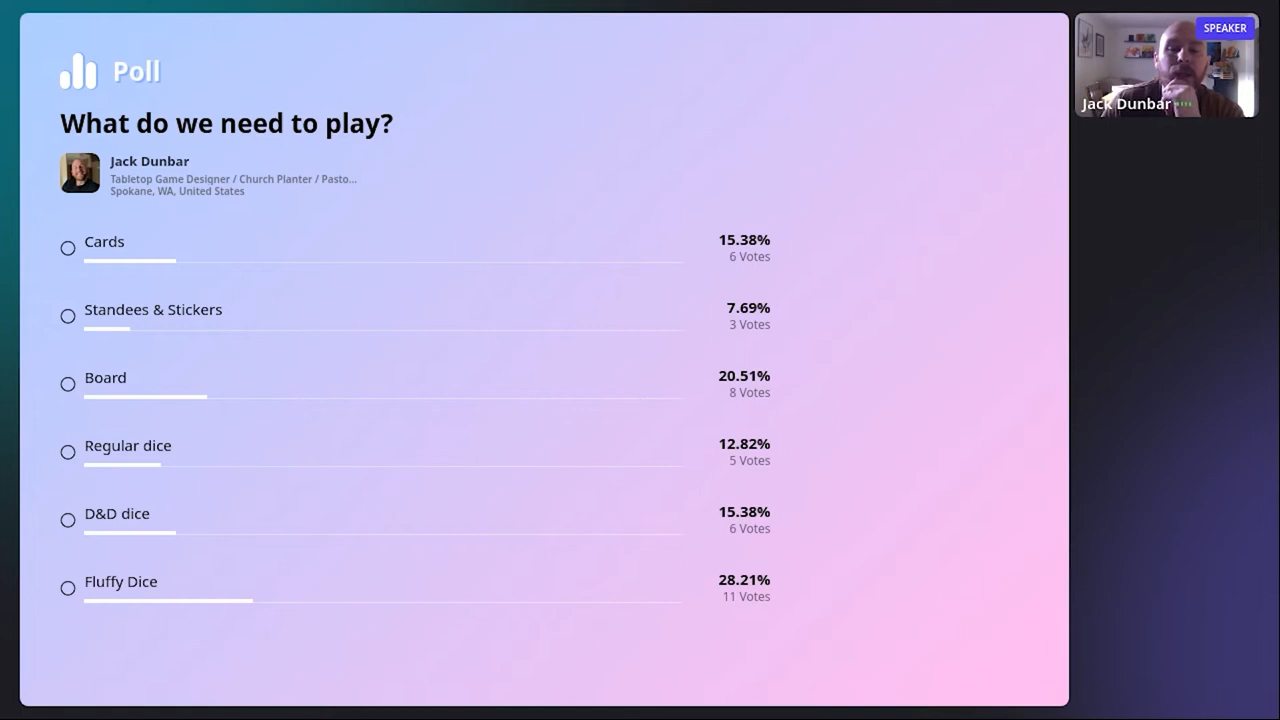 Poll
What do we need to play?
Jack Dunbar
Tabletop Game Designer / Church Planter / Pasto...
Spokane, WA, United States
Cards
15.38%
6 Votes
Standees & Stickers
7.69%
3 Votes
Board
20.51%
8 Votes
Regular dice
12.82%
5 Votes
D&D dice
15.38%
6 Votes
Fluffy Dice
28.21%
11 Votes
SPEAKER
Jack Dunbar